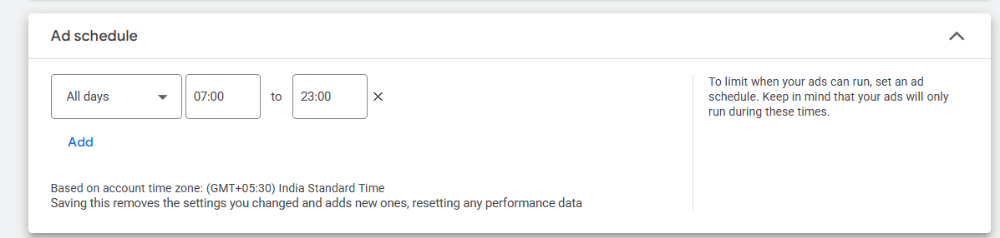 Ad schedule
All days 07:00 to 23:00
Add
Based on account time zone: (GMT+05:30) India Standard Time
Saving this removes the settings you changed and adds new ones, resetting any performance data
To limit when your ads can run, set an ad
schedule. Keep in mind that your ads will only
run during these times.